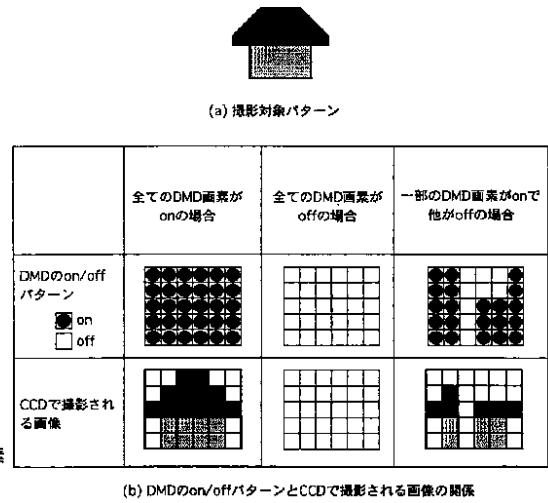 (a) 撮影対象パターン
全てのDMD画素が
onの場合
全てのDMD画素が
offの場合
一部のDMD画素がonで
他がoffの場合
DMDのon/off
パターン
on
off
CCDで撮影され
る画像
(b) DMDのon/offパターンとCCDで撮影される画像の関係